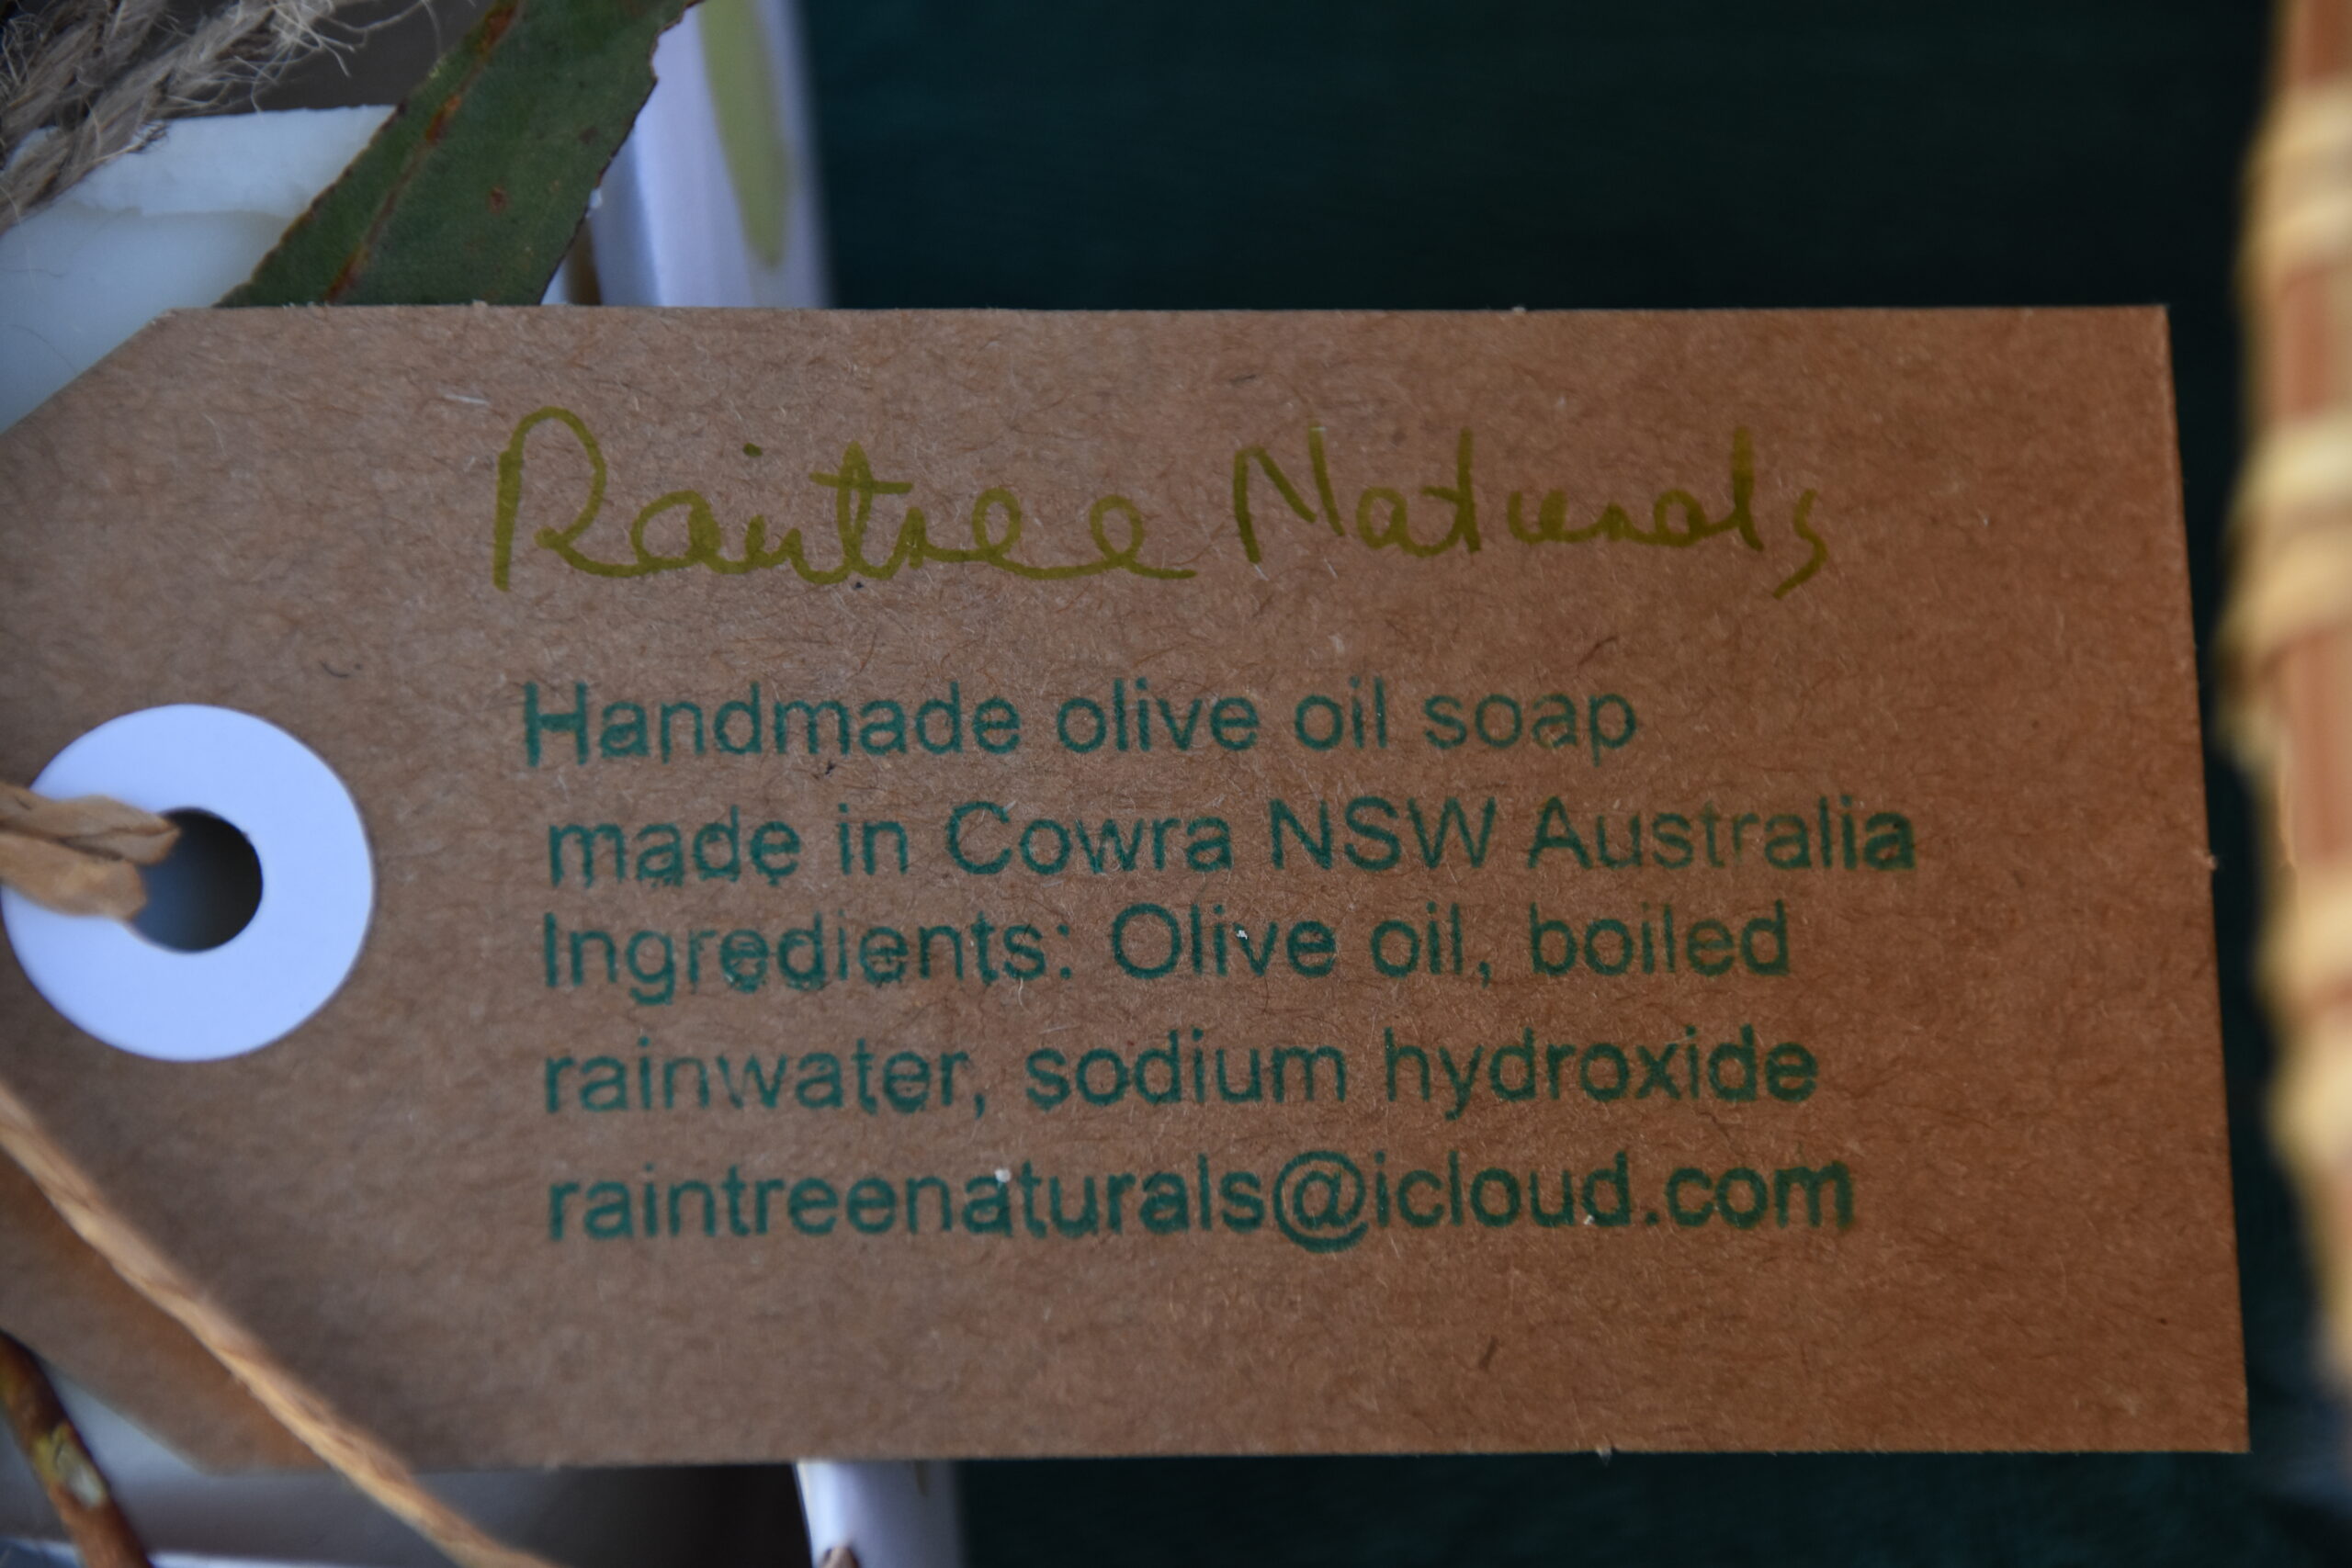 Raintree Naturals
Handmade olive oil soap
made in Cowra NSW Australia
Ingredients: Olive oil, boiled
rainwater, sodium hydroxide
raintreenaturals@icloud.com